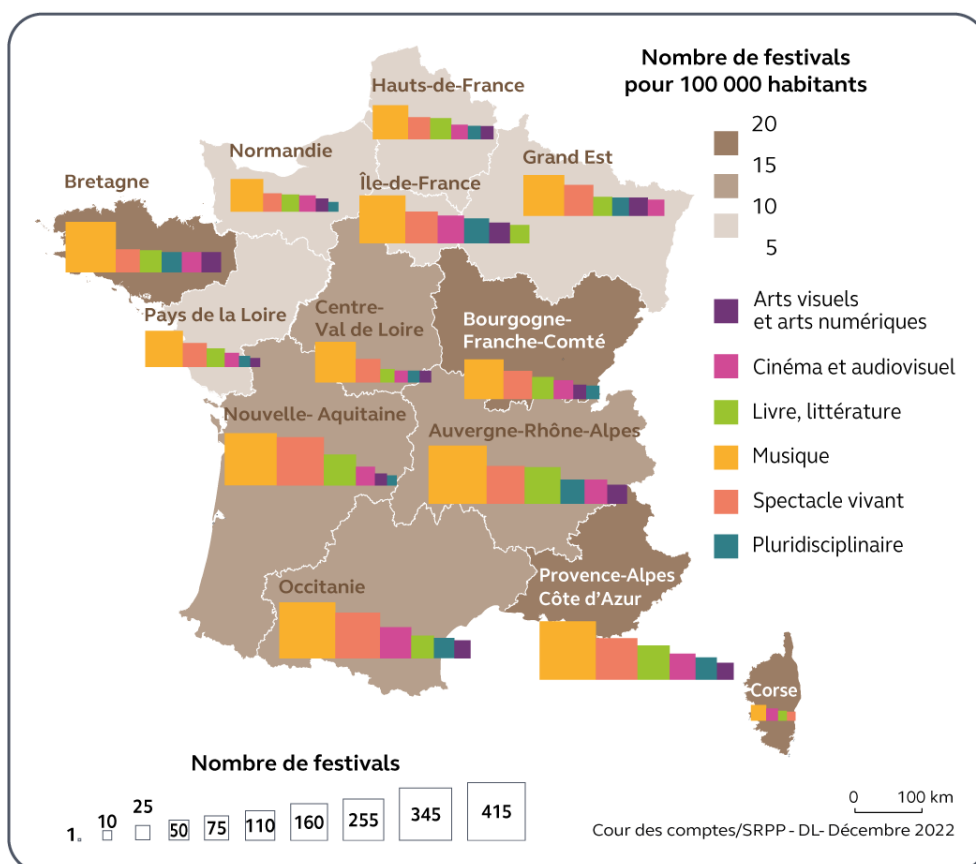 Nombre de festivals
pour 100 000 habitants
20
15
10
5
Arts visuels
et arts numériques
Cinéma et audiovisuel
Livre, littérature
Musique
Spectacle vivant
Pluridisciplinaire
Hauts-de-France
Normandie
Grand Est
Bretagne
Île-de-France
Pays de la Loire
Centre-
Val de Loire
Bourgogne-
Franche-Comté
Nouvelle- Aquitaine
Auvergne-Rhône-Alpes
Occitanie
Provence-Alpes
Côte d'Azur
Corse
Nombre de festivals
1. 10 25 50 75 110 160 255 345 415
0 100 km
Cour des comptes/SRPP - DL- Décembre 2022